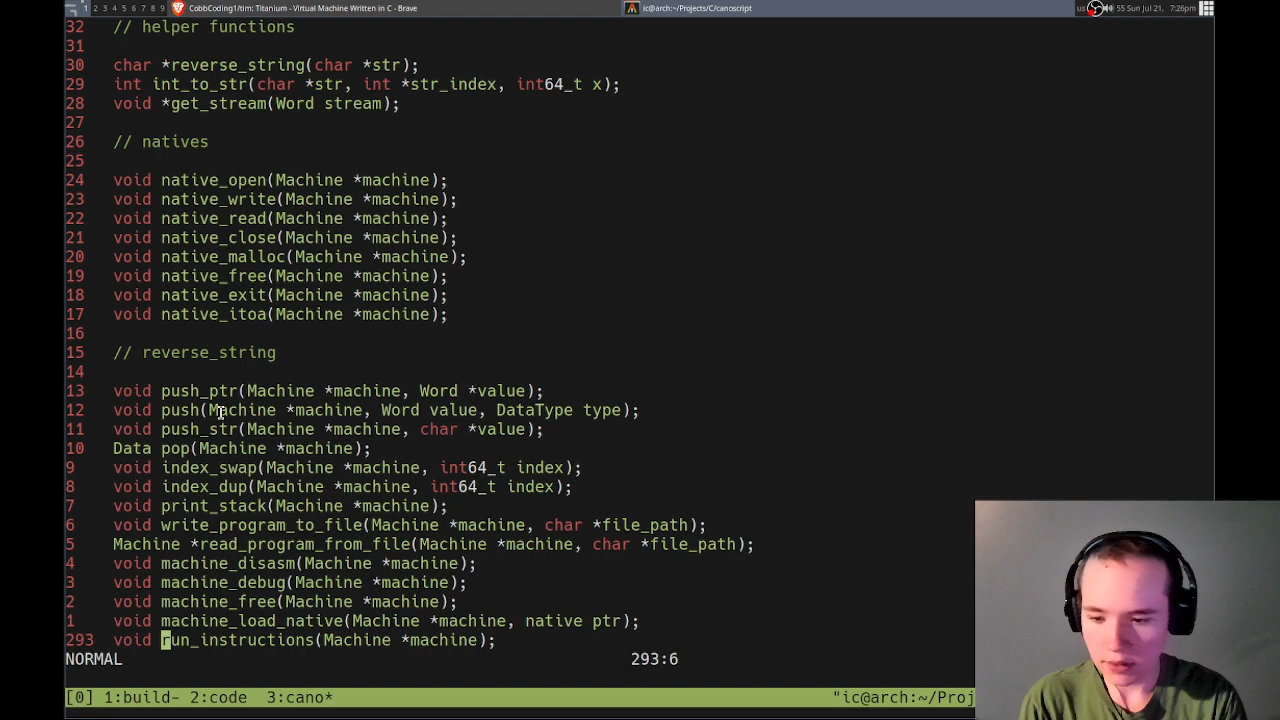 1 2 3 4 5 6 7 8 9 CobbCoding1/tim: Titanium - Virtual Machine Written in C - Brave ic@arch:~/Projects/C/canoscript us 55 Sun Jul 21, 7:26pm
32 // helper functions
31
30 char *reverse_string(char *str);
29 int int_to_str(char *str, int *str_index, int64_t x);
28 void *get_stream(Word stream);
27
26 // natives
25
24 void native_open(Machine *machine);
23 void native_write(Machine *machine);
22 void native_read(Machine *machine);
21 void native_close(Machine *machine);
20 void native_malloc(Machine *machine);
19 void native_free(Machine *machine);
18 void native_exit(Machine *machine);
17 void native_itoa(Machine *machine);
16
15 // reverse_string
14
13 void push_ptr(Machine *machine, Word *value);
12 void push(Machine *machine, Word value, DataType type);
11 void push_str(Machine *machine, char *value);
10 Data pop(Machine *machine);
9 void index_swap(Machine *machine, int64_t index);
8 void index_dup(Machine *machine, int64_t index);
7 void print_stack(Machine *machine);
6 void write_program_to_file(Machine *machine, char *file_path);
5 Machine *read_program_from_file(Machine *machine, char *file_path);
4 void machine_disasm(Machine *machine);
3 void machine_debug(Machine *machine);
2 void machine_free(Machine *machine);
1 void machine_load_native(Machine *machine, native ptr);
293 void run_instructions(Machine *machine);
NORMAL 293:6
[0] 1:build- 2:code 3:cano* "ic@arch:~/Proj